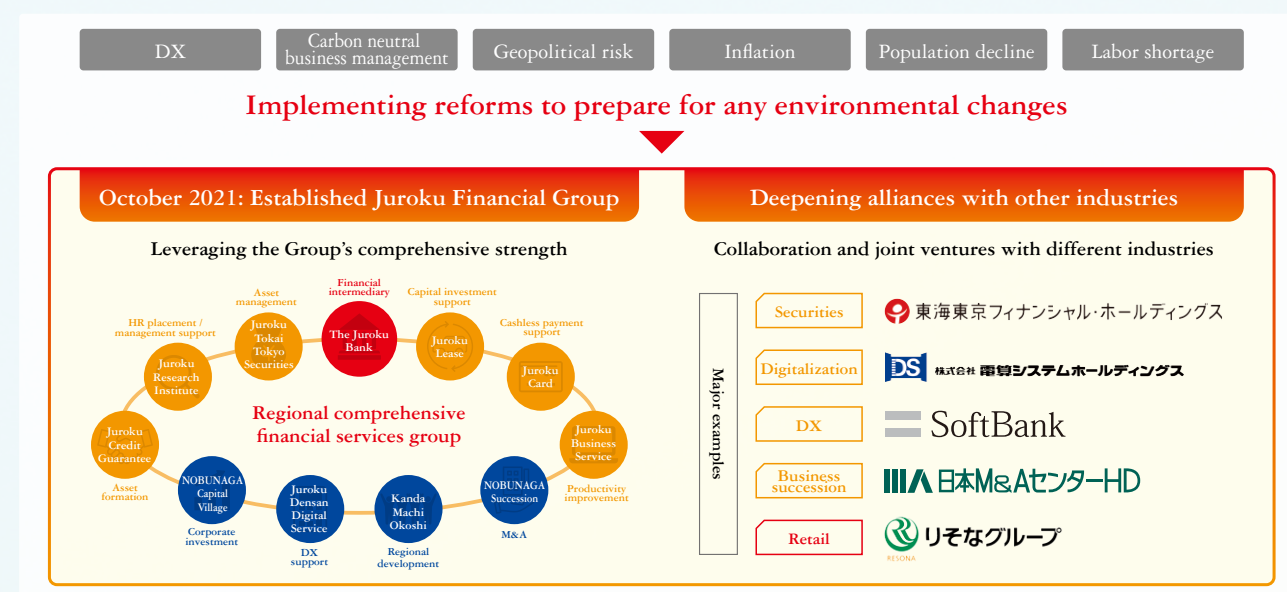 DX
Carbon neutral
business management
Geopolitical risk
Inflation
Population decline
Labor shortage
Implementing reforms to prepare for any environmental changes
October 2021: Established Juroku Financial Group
Leveraging the Group's comprehensive strength
Financial
intermediary
The Juroku
Bank
Capital investment
support
Juroku
Lease
Cashless payment
support
Juroku
Card
Juroku
Business
Service
Productivity
improvement
NOBUNAGA
Succession
M&A
Kanda
Machi
Okoshi
Regional
development
Juroku
Densan
Digital
Service
DX
support
NOBUNAGA
Capital
Village
Corporate
investment
Juroku
Credit
Guarantee
Asset
formation
HR placement /
management support
Juroku
Research
Institute
Asset
management
Juroku
Tokai
Tokyo
Securities
Regional comprehensive
financial services group
Deepening alliances with other industries
Collaboration and joint ventures with different industries
Major examples
Securities
東海東京フィナンシャル・ホールディングス
Digitalization
DS 株式会社 電算システムホールディングス
DX
SoftBank
Business
succession
日本M&AセンターHD
Retail
りそなグループ
RESONA